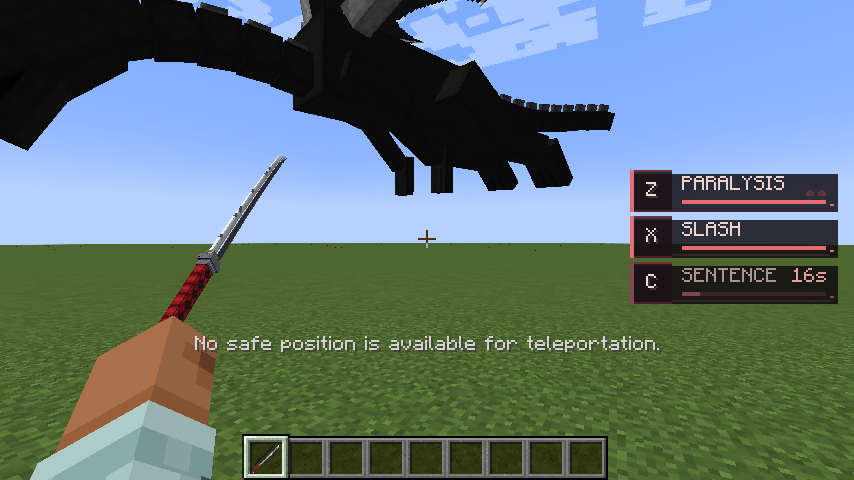 Z PARALYSIS
X SLASH
C SENTENCE 16s
No safe position is available for teleportation.